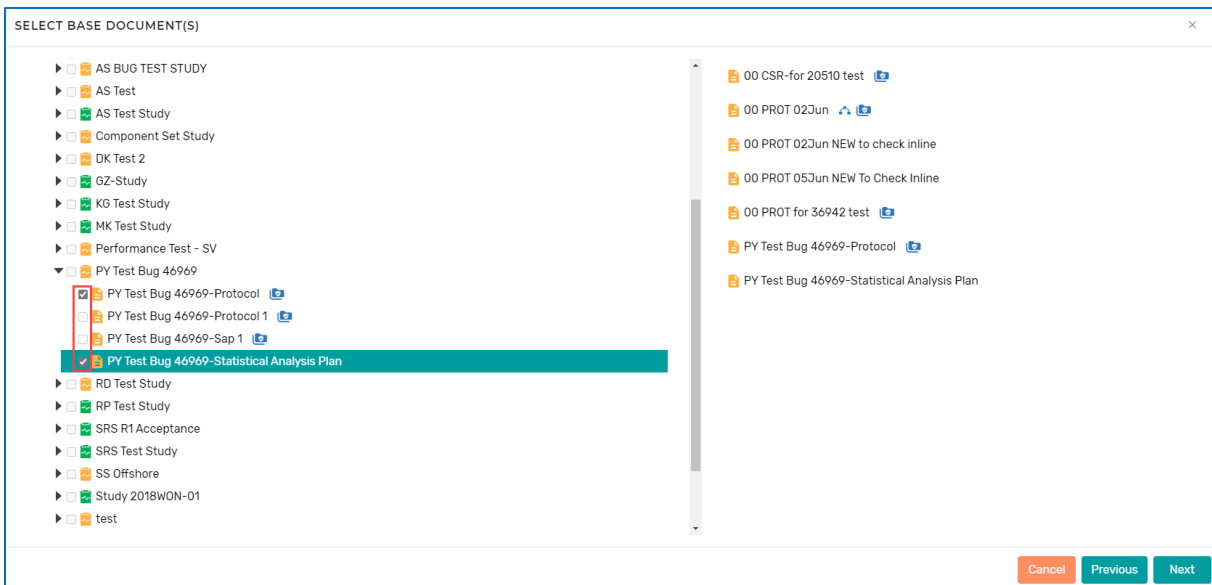 SELECT BASE DOCUMENT(S)
AS BUG TEST STUDY
AS Test
AS Test Study
Component Set Study
DK Test 2
GZ-Study
KG Test Study
MK Test Study
Performance Test - SV
PY Test Bug 46969
PY Test Bug 46969-Protocol
PY Test Bug 46969-Protocol 1
PY Test Bug 46969-Sap 1
PY Test Bug 46969-Statistical Analysis Plan
RD Test Study
RP Test Study
SRS R1 Acceptance
SRS Test Study
SS Offshore
Study 2018WON-01
test
00 CSR-for 20510 test
00 PROT 02Jun
00 PROT 02Jun NEW to check inline
00 PROT 05Jun NEW To Check Inline
00 PROT for 36942 test
PY Test Bug 46969-Protocol
PY Test Bug 46969-Statistical Analysis Plan
Cancel Previous Next